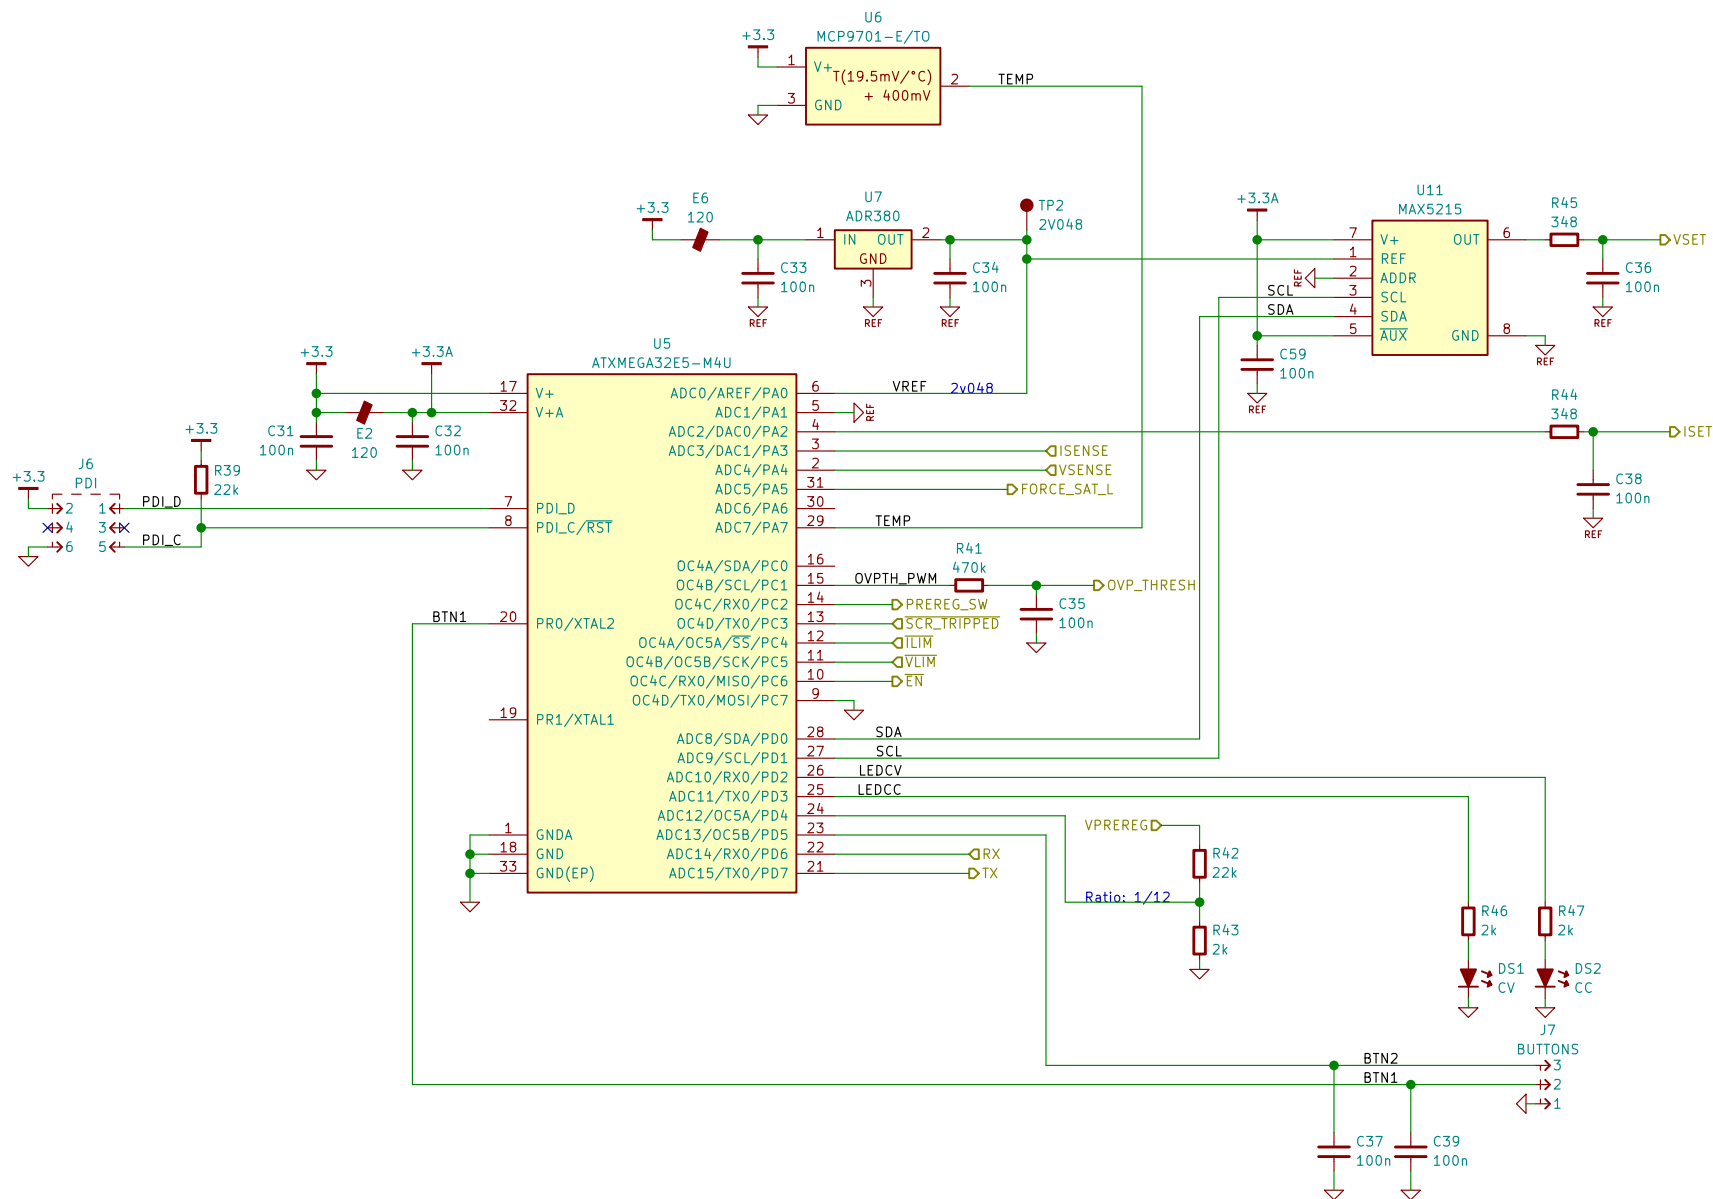 U6
MCP9701-E/TO
+3.3
1
V+
T(19.5mV/°C)
+ 400mV
2
TEMP
3
GND
+3.3
E6
120
U7
ADR380
1
IN
OUT
2
GND
3
TP2
2V048
C33
100n
REF
REF
C34
100n
REF
+3.3A
U11
MAX5215
7
V+
OUT
6
1
REF
2
ADDR
REF
3
SCL
SCL
4
SDA
SDA
5
AUX
GND
8
REF
R45
348
VSET
C36
100n
REF
C59
100n
REF
R44
348
ISET
C38
100n
REF
+3.3
+3.3A
C31
100n
E2
120
C32
100n
+3.3
R39
22k
J6
PDI
+3.3
2
1
PDI_D
4
3
6
5
PDI_C
U5
ATXMEGA32E5-M4U
17
V+
32
V+A
7
PDI_D
8
PDI_C/RST
20
PR0/XTAL2
BTN1
19
PR1/XTAL1
1
GNDA
18
GND
33
GND(EP)
ADC0/AREF/PA0
6
VREF
2v048
ADC1/PA1
5
REF
ADC2/DAC0/PA2
4
ADC3/DAC1/PA3
3
ISENSE
ADC4/PA4
2
VSENSE
ADC5/PA5
31
FORCE_SAT_L
ADC6/PA6
30
ADC7/PA7
29
TEMP
OC4A/SDA/PC0
16
OC4B/SCL/PC1
15
OVPTH_PWM
R41
470k
OVP_THRESH
C35
100n
OC4C/RX0/PC2
14
PREREG_SW
OC4D/TX0/PC3
13
SCR_TRIPPED
OC4A/OC5A/SS/PC4
12
ILIM
OC4B/OC5B/SCK/PC5
11
VLIM
OC4C/RX0/MISO/PC6
10
EN
OC4D/TX0/MOSI/PC7
9
ADC8/SDA/PD0
28
SDA
ADC9/SCL/PD1
27
SCL
ADC10/RX0/PD2
26
LEDCV
ADC11/TX0/PD3
25
LEDCC
ADC12/OC5A/PD4
24
ADC13/OC5B/PD5
23
ADC14/RX0/PD6
22
RX
ADC15/TX0/PD7
21
TX
VPREREG
R42
22k
Ratio: 1/12
R43
2k
R46
2k
R47
2k
DS1
CV
DS2
CC
J7
BUTTONS
BTN2
3
BTN1
2
1
C37
100n
C39
100n